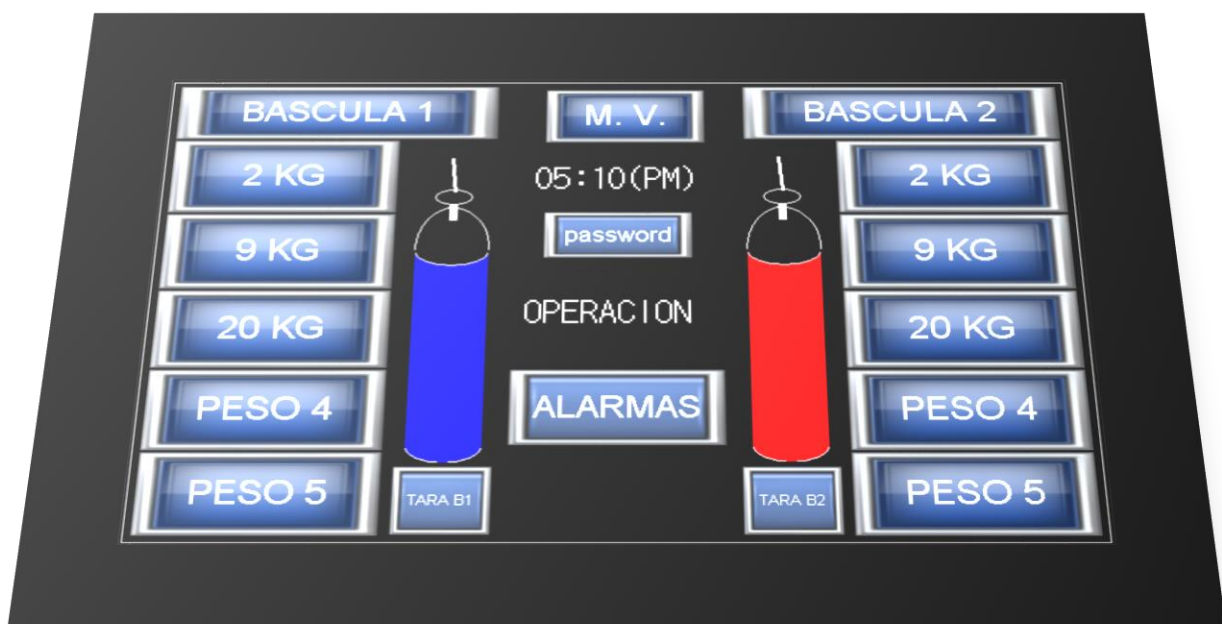 BASCULA 1
M. V.
BASCULA 2
2 KG
05:10(PM)
2 KG
9 KG
password
9 KG
20 KG
OPERACION
20 KG
PESO 4
ALARMAS
PESO 4
PESO 5
TARA B1
TARA B2
PESO 5